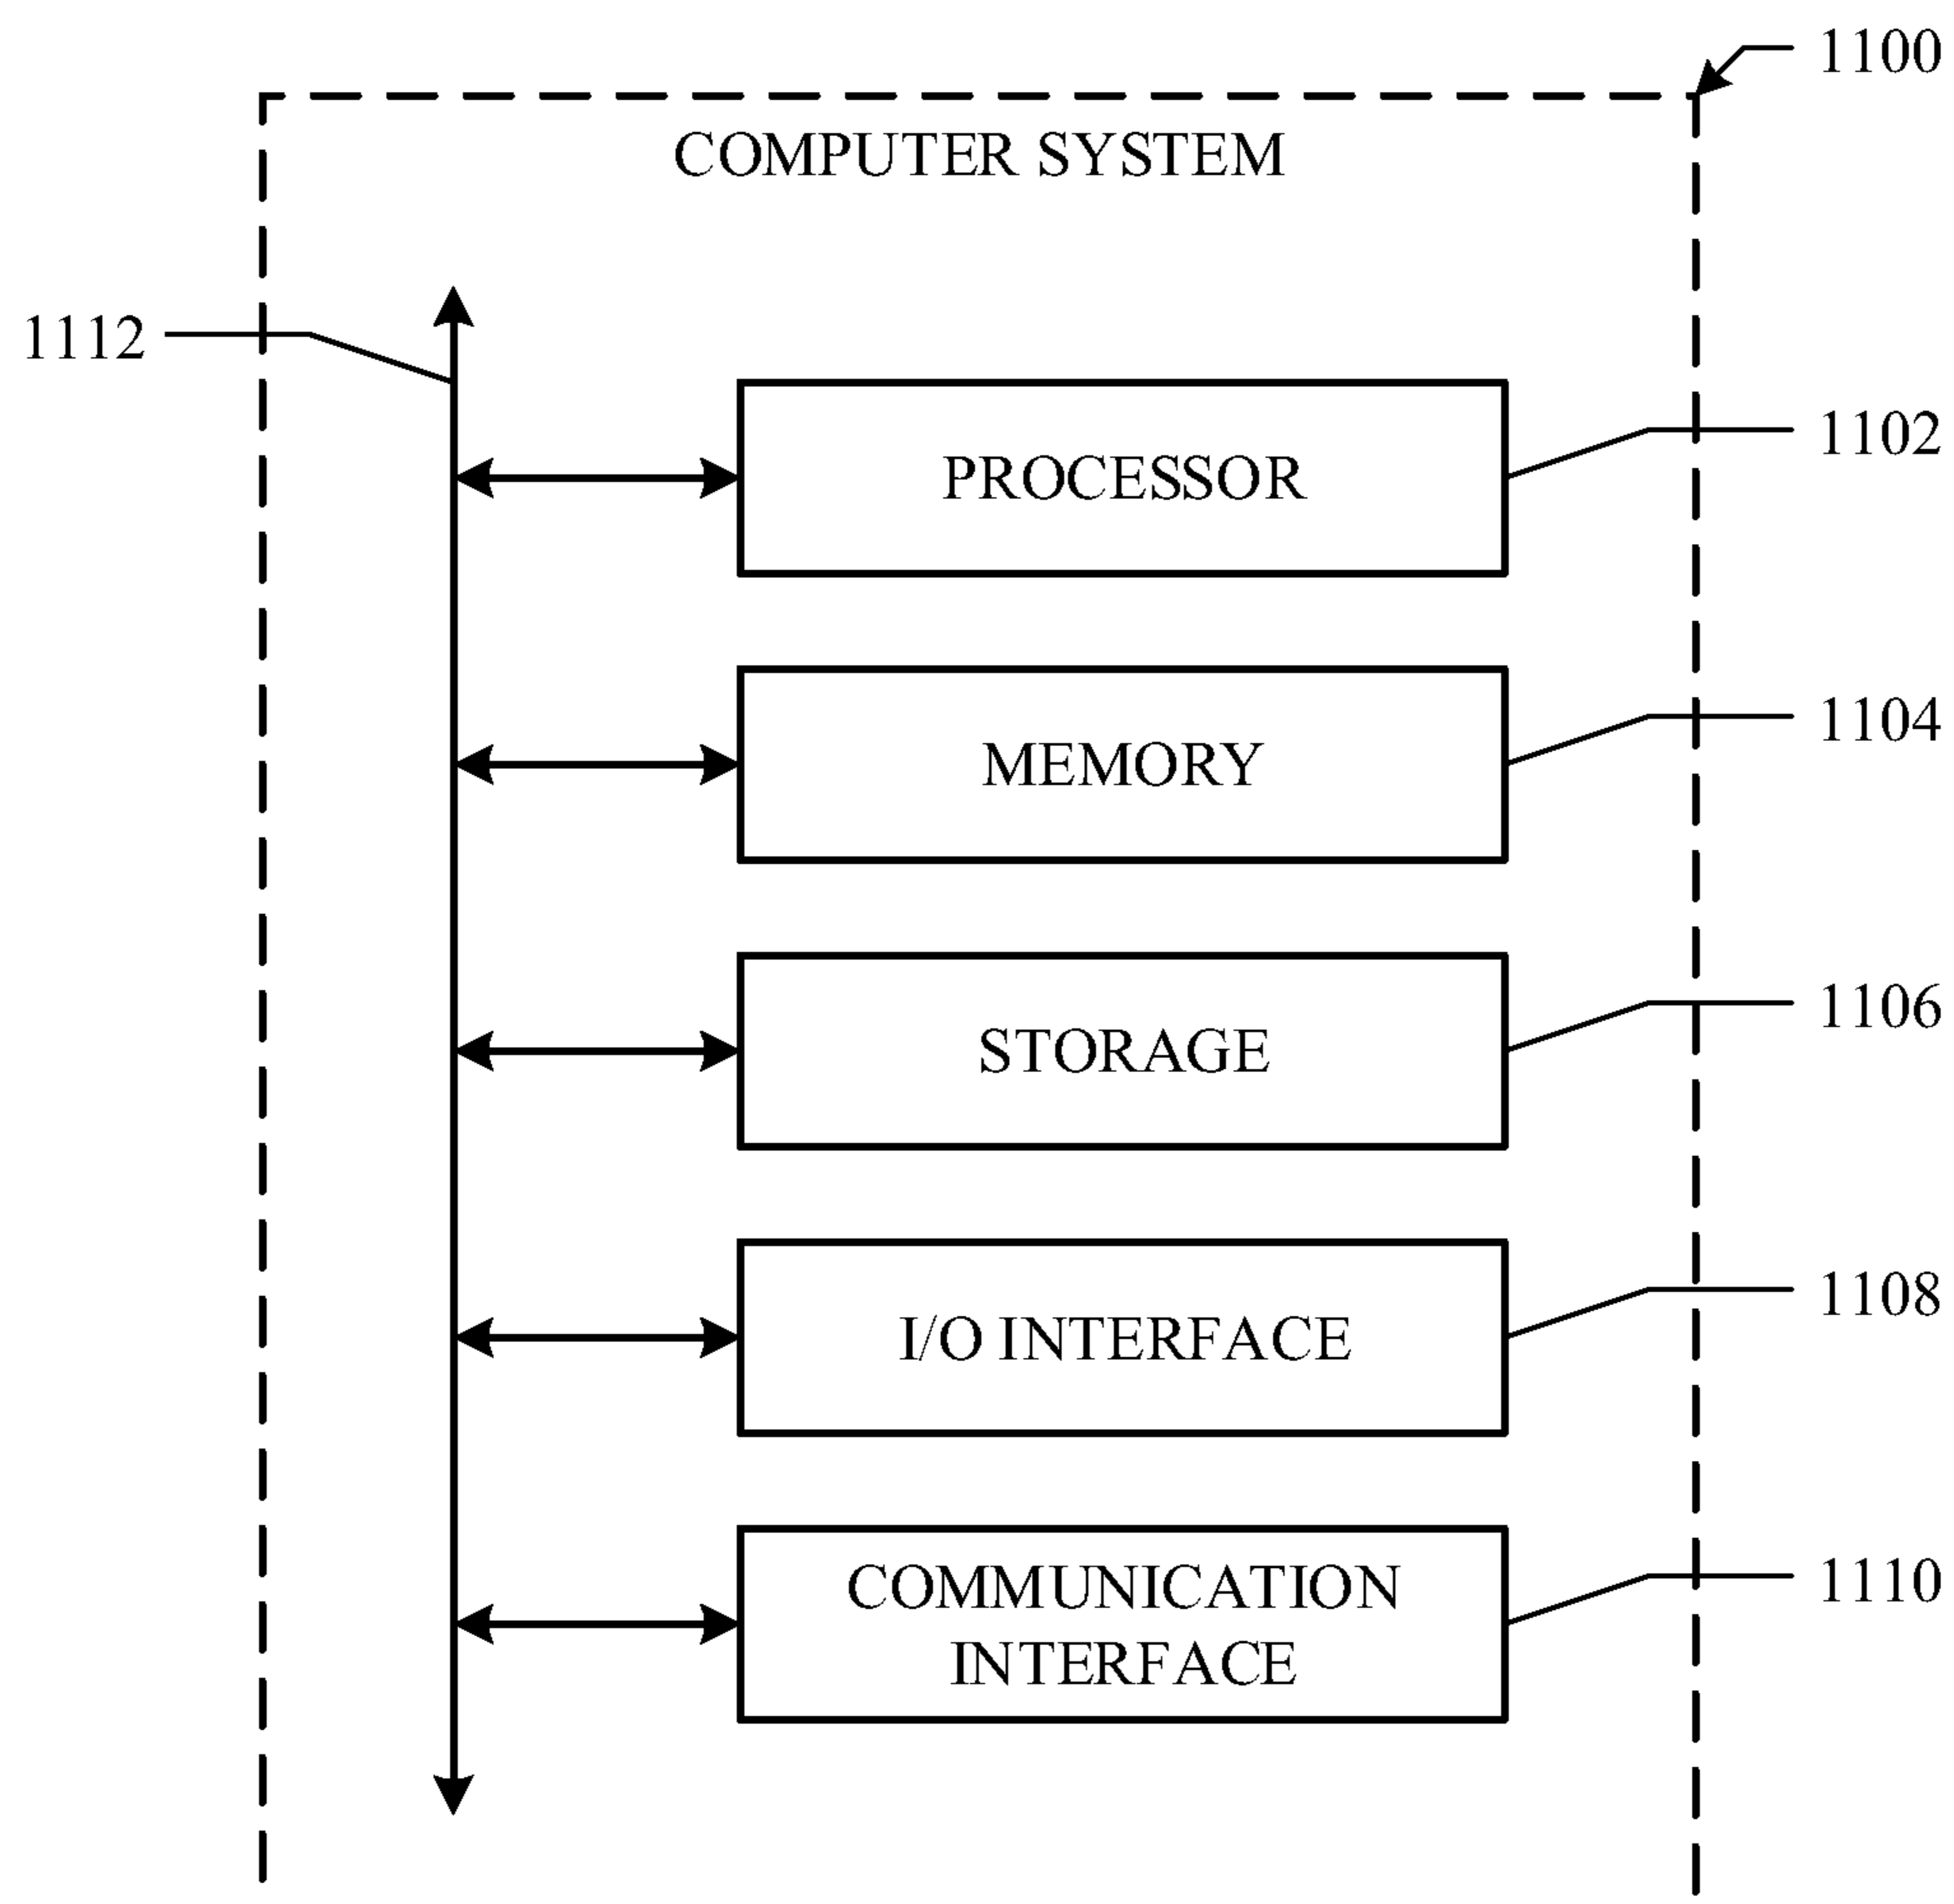 1100
COMPUTER SYSTEM
1112
PROCESSOR
1102
MEMORY
1104
STORAGE
1106
I/O INTERFACE
1108
COMMUNICATION
INTERFACE
1110